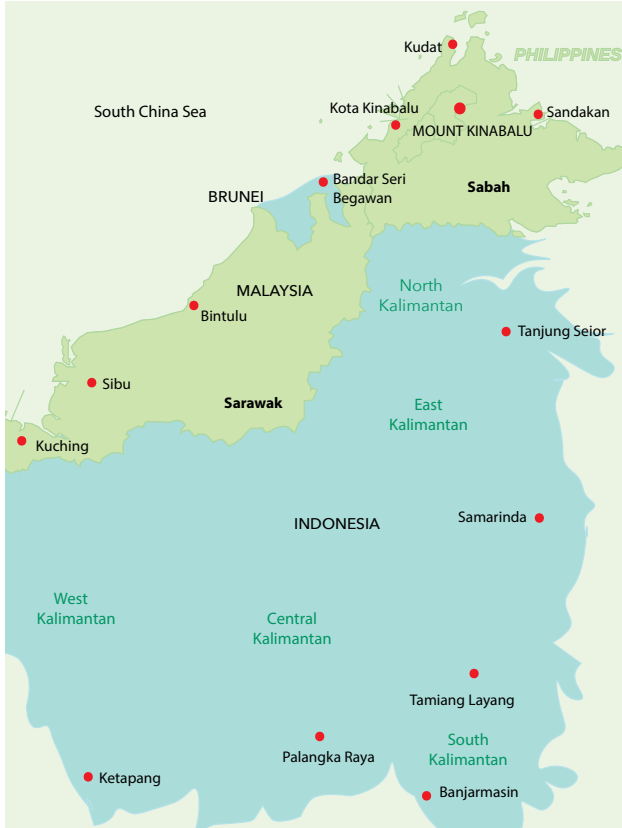 Kudat
PHILIPPINES
South China Sea
Kota Kinabalu
Sandakan
MOUNT KINABALU
Bandar Seri
Begawan
Sabah
BRUNEI
North
Kalimantan
MALAYSIA
Bintulu
Tanjung Seior
Sibu
Sarawak
East
Kalimantan
Kuching
Samarinda
INDONESIA
West
Kalimantan
Central
Kalimantan
Tamiang Layang
South
Kalimantan
Palangka Raya
Ketapang
Banjarmasin